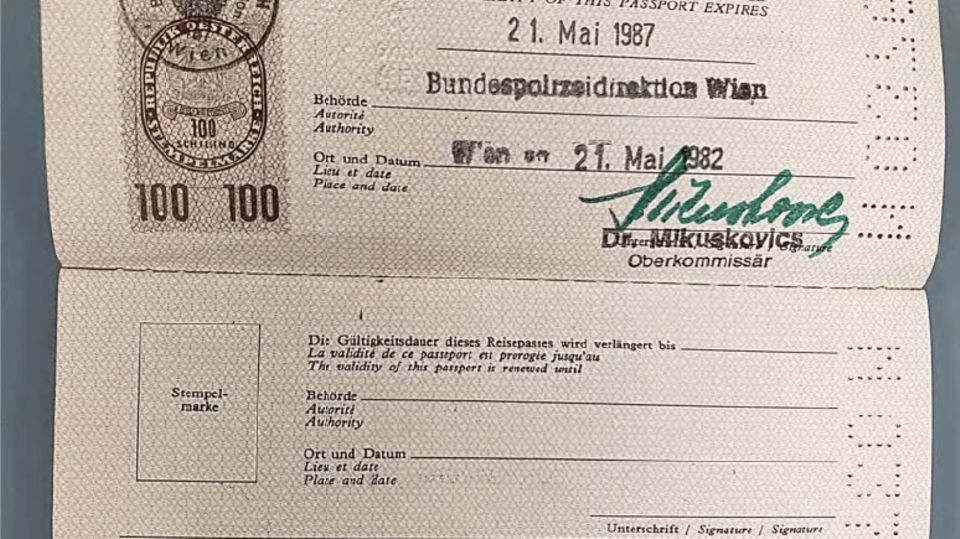 OF THIS PASSPORT EXPIRES
21. Mai 1987
Wien
REPUBLIK ÖSTERREICH
100
SCHILLING
STEMPELMARKE
100 100
Bundespolizeidirektion Wien
Behörde
Autorité
Authority
Ort und Datum Wien am 21. Mai 1982
Lieu et date
Place and date
Dr. Mikuskovics
Signature
Oberkommissär
Stempel-
marke
Die Gültigkeitsdauer dieses Reisepasses wird verlängert bis
La validité de ce passeport est prorogée jusqu'au
The validity of this passport is renewed until
Behörde
Autorité
Authority
Ort und Datum
Lieu et date
Place and date
Unterschrift / Signature / Signature